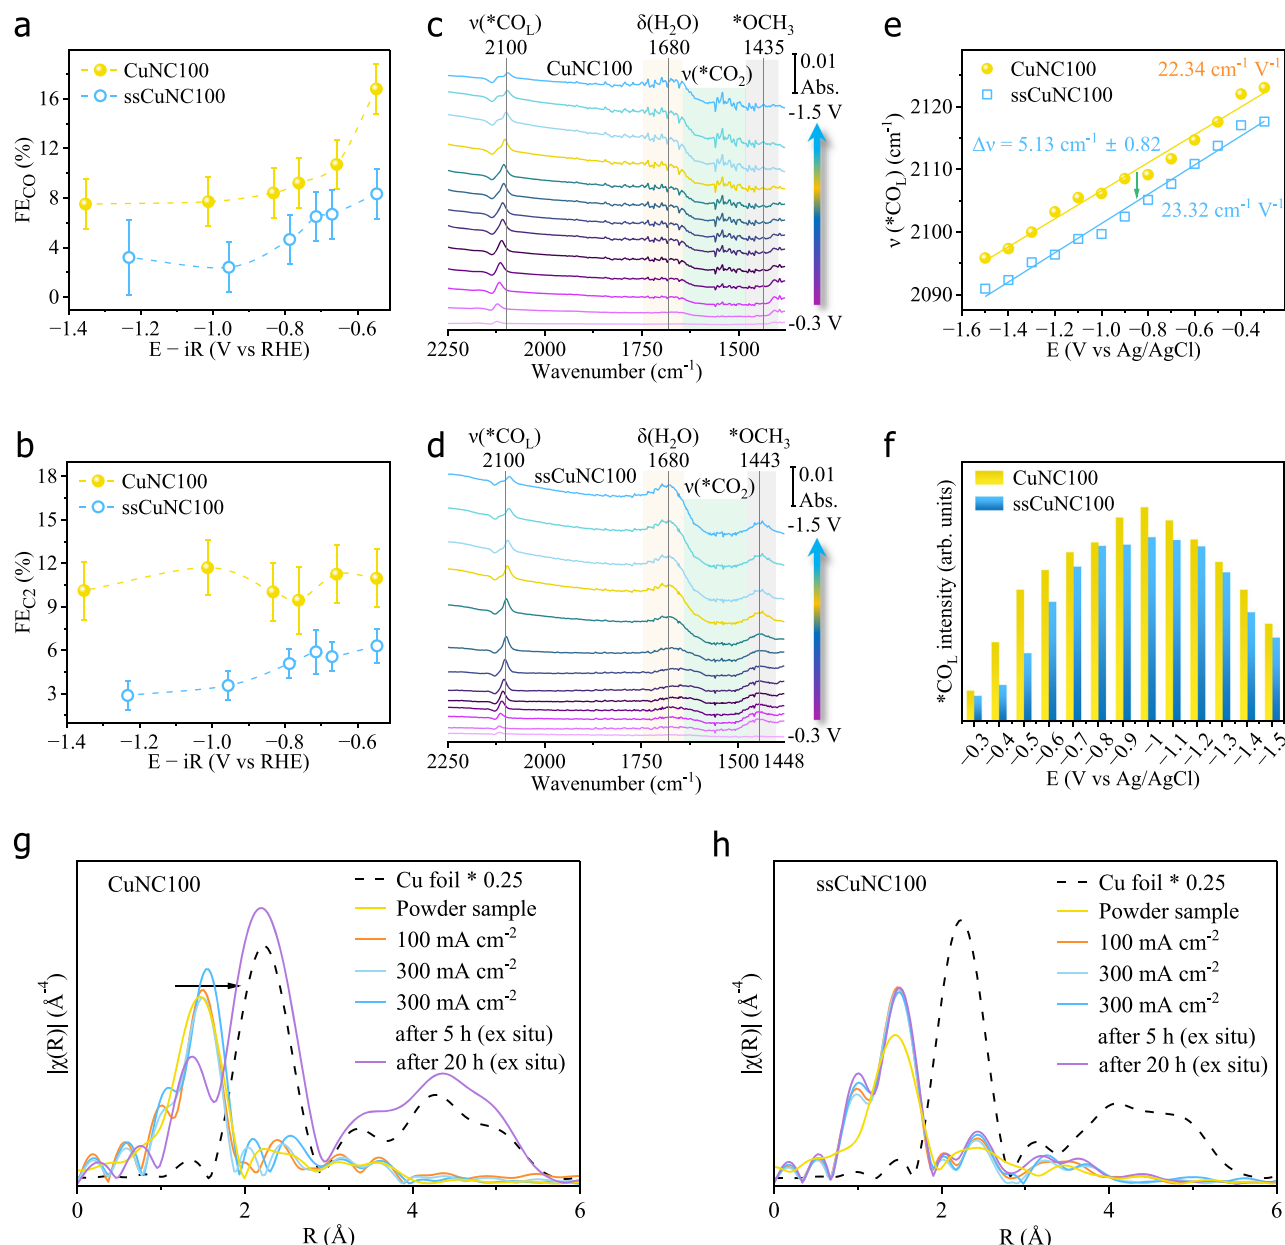 a
CuNC100
ssCuNC100
16
12
8
4
0
FE_CO (%)
−1.4 −1.2 −1.0 −0.8 −0.6
E − iR (V vs RHE)
c
ν(*CO_L) δ(H₂O) *OCH₃
2100 1680 1435
CuNC100
ν(*CO₂)
0.01
Abs.
-1.5 V
-0.3 V
2250 2000 1750 1500
Wavenumber (cm⁻¹)
e
CuNC100
ssCuNC100
22.34 cm⁻¹ V⁻¹
Δν = 5.13 cm⁻¹ ± 0.82
23.32 cm⁻¹ V⁻¹
2120
2110
2100
2090
ν (*CO_L) (cm⁻¹)
−1.6 −1.4 −1.2 −1.0 −0.8 −0.6 −0.4 −0.2
E (V vs Ag/AgCl)
b
CuNC100
ssCuNC100
18
15
12
9
6
3
FE_C2 (%)
−1.4 −1.2 −1.0 −0.8 −0.6
E − iR (V vs RHE)
d
ν(*CO_L) δ(H₂O) *OCH₃
2100 1680 1443
ssCuNC100
ν(*CO₂)
0.01
Abs.
-1.5 V
-0.3 V
2250 2000 1750 1500 1448
Wavenumber (cm⁻¹)
f
CuNC100
ssCuNC100
*CO_L intensity (arb. units)
−0.3 −0.4 −0.5 −0.6 −0.7 −0.8 −0.9 −1 −1.1 −1.2 −1.3 −1.4 −1.5
E (V vs Ag/AgCl)
g
CuNC100
Cu foil * 0.25
Powder sample
100 mA cm⁻²
300 mA cm⁻²
300 mA cm⁻²
after 5 h (ex situ)
after 20 h (ex situ)
|χ(R)| (Å⁻⁴)
0 2 4 6
R (Å)
h
ssCuNC100
Cu foil * 0.25
Powder sample
100 mA cm⁻²
300 mA cm⁻²
300 mA cm⁻²
after 5 h (ex situ)
after 20 h (ex situ)
|χ(R)| (Å⁻⁴)
0 2 4 6
R (Å)